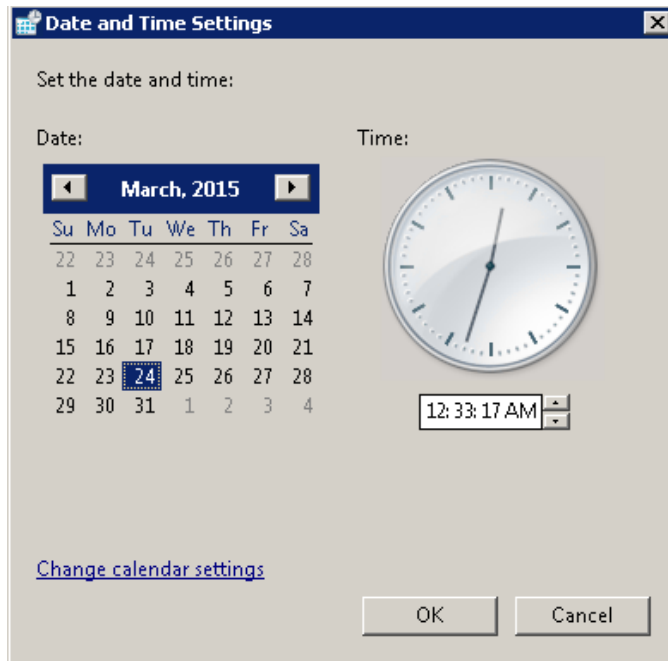 Date and Time Settings
Set the date and time:
Date:
Time:
March, 2015
Su Mo Tu We Th Fr Sa
22 23 24 25 26 27 28
1 2 3 4 5 6 7
8 9 10 11 12 13 14
15 16 17 18 19 20 21
22 23 24 25 26 27 28
29 30 31 1 2 3 4
12:33:17 AM
Change calendar settings
OK
Cancel